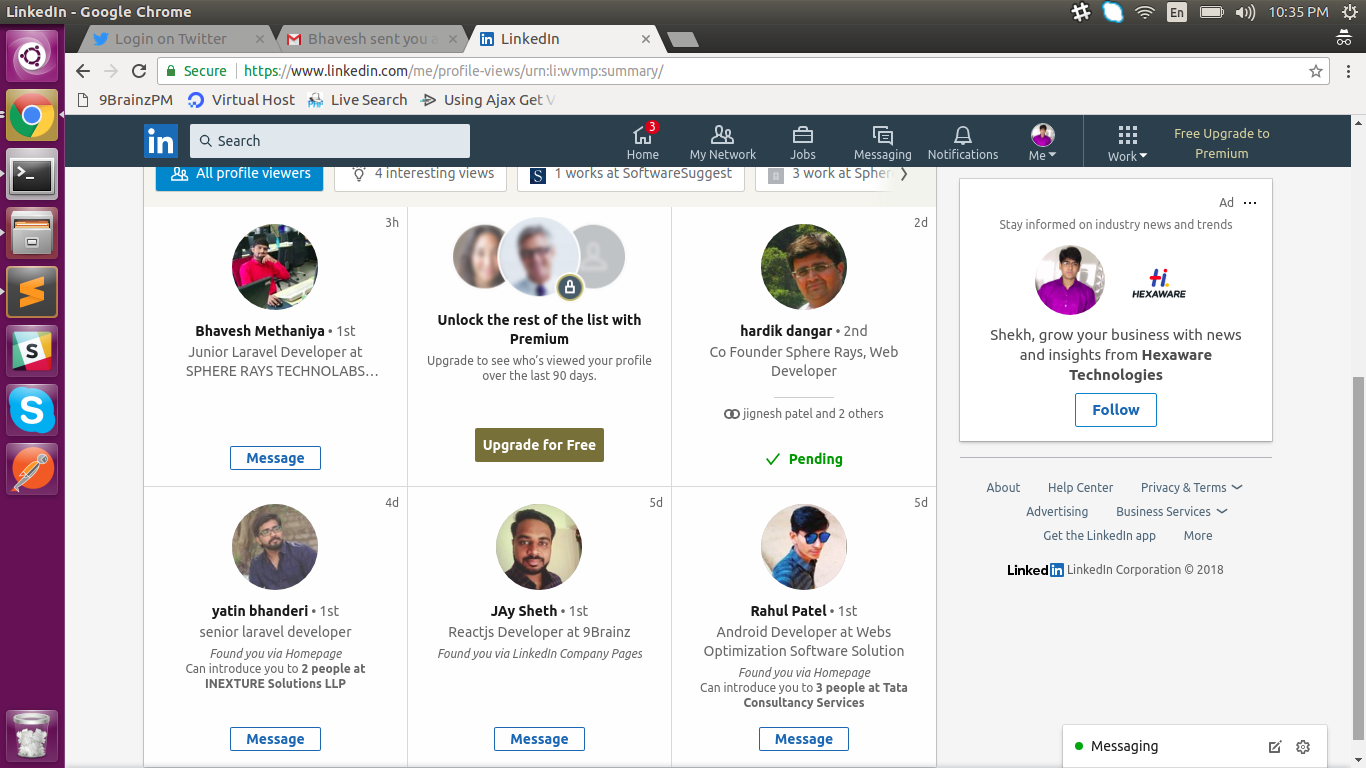 LinkedIn - Google Chrome
En
10:35 PM
Login on Twitter
Bhavesh sent you a
LinkedIn
Secure
https://www.linkedin.com/me/profile-views/urn:li:wvmp:summary/
9BrainzPM
Virtual Host
Live Search
Using Ajax Get V
in
Search
3
Home
My Network
Jobs
Messaging
Notifications
Me
Work
Free Upgrade to
Premium
All profile viewers
4 interesting views
S
1 works at SoftwareSuggest
3 work at Spher
3h
Bhavesh Methaniya • 1st
Junior Laravel Developer at
SPHERE RAYS TECHNOLABS…
Message
Unlock the rest of the list with
Premium
Upgrade to see who's viewed your profile
over the last 90 days.
Upgrade for Free
2d
hardik dangar • 2nd
Co Founder Sphere Rays, Web
Developer
jignesh patel and 2 others
Pending
4d
yatin bhanderi • 1st
senior laravel developer
Found you via Homepage
Can introduce you to 2 people at
INEXTURE Solutions LLP
Message
5d
JAy Sheth • 1st
Reactjs Developer at 9Brainz
Found you via LinkedIn Company Pages
Message
5d
Rahul Patel • 1st
Android Developer at Webs
Optimization Software Solution
Found you via Homepage
Can introduce you to 3 people at Tata
Consultancy Services
Message
Ad
Stay informed on industry news and trends
HEXAWARE
Shekh, grow your business with news
and insights from Hexaware
Technologies
Follow
About
Help Center
Privacy & Terms
Advertising
Business Services
Get the LinkedIn app
More
LinkedIn LinkedIn Corporation © 2018
Messaging